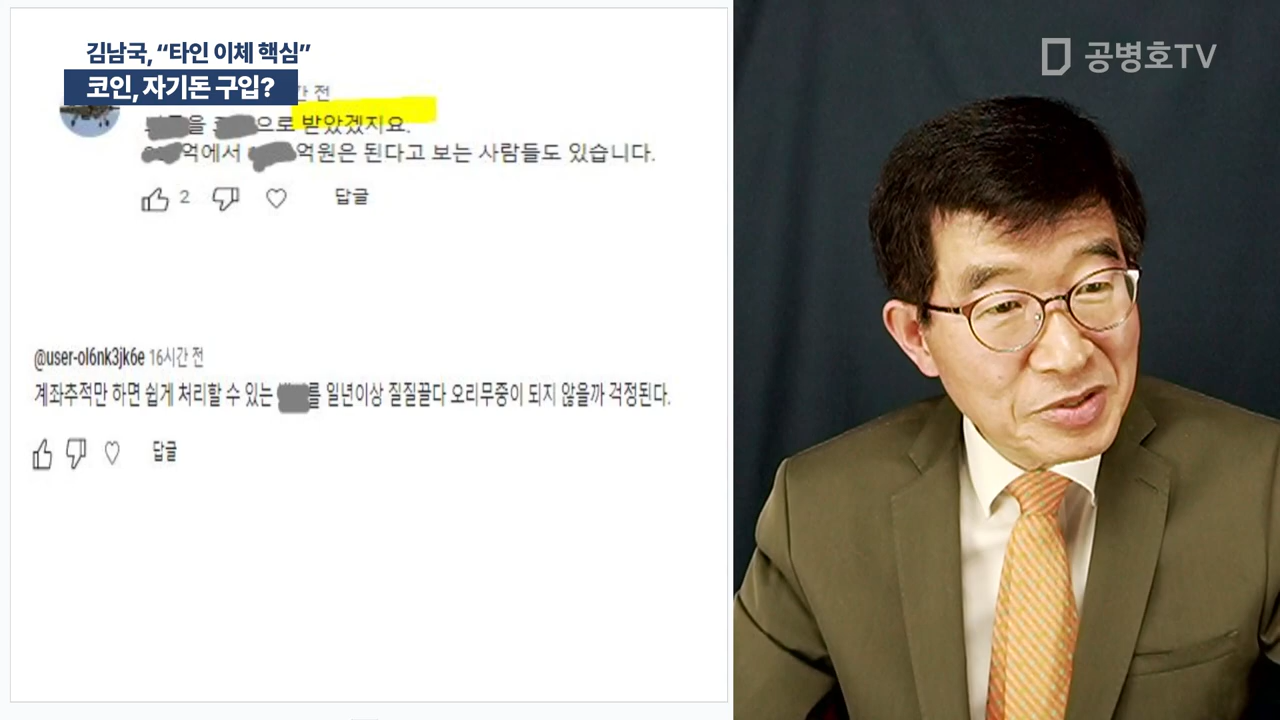 김남국, “타인 이체 핵심”
코인, 자기돈 구입?
공병호TV
전
을 으로 받았겠지요.
억에서 억원은 된다고 보는 사람들도 있습니다.
2 답글
@user-ol6nk3jk6e 16시간 전
계좌추적만 하면 쉽게 처리할 수 있는 를 일년이상 질질끌다 오리무중이 되지 않을까 걱정된다.
답글